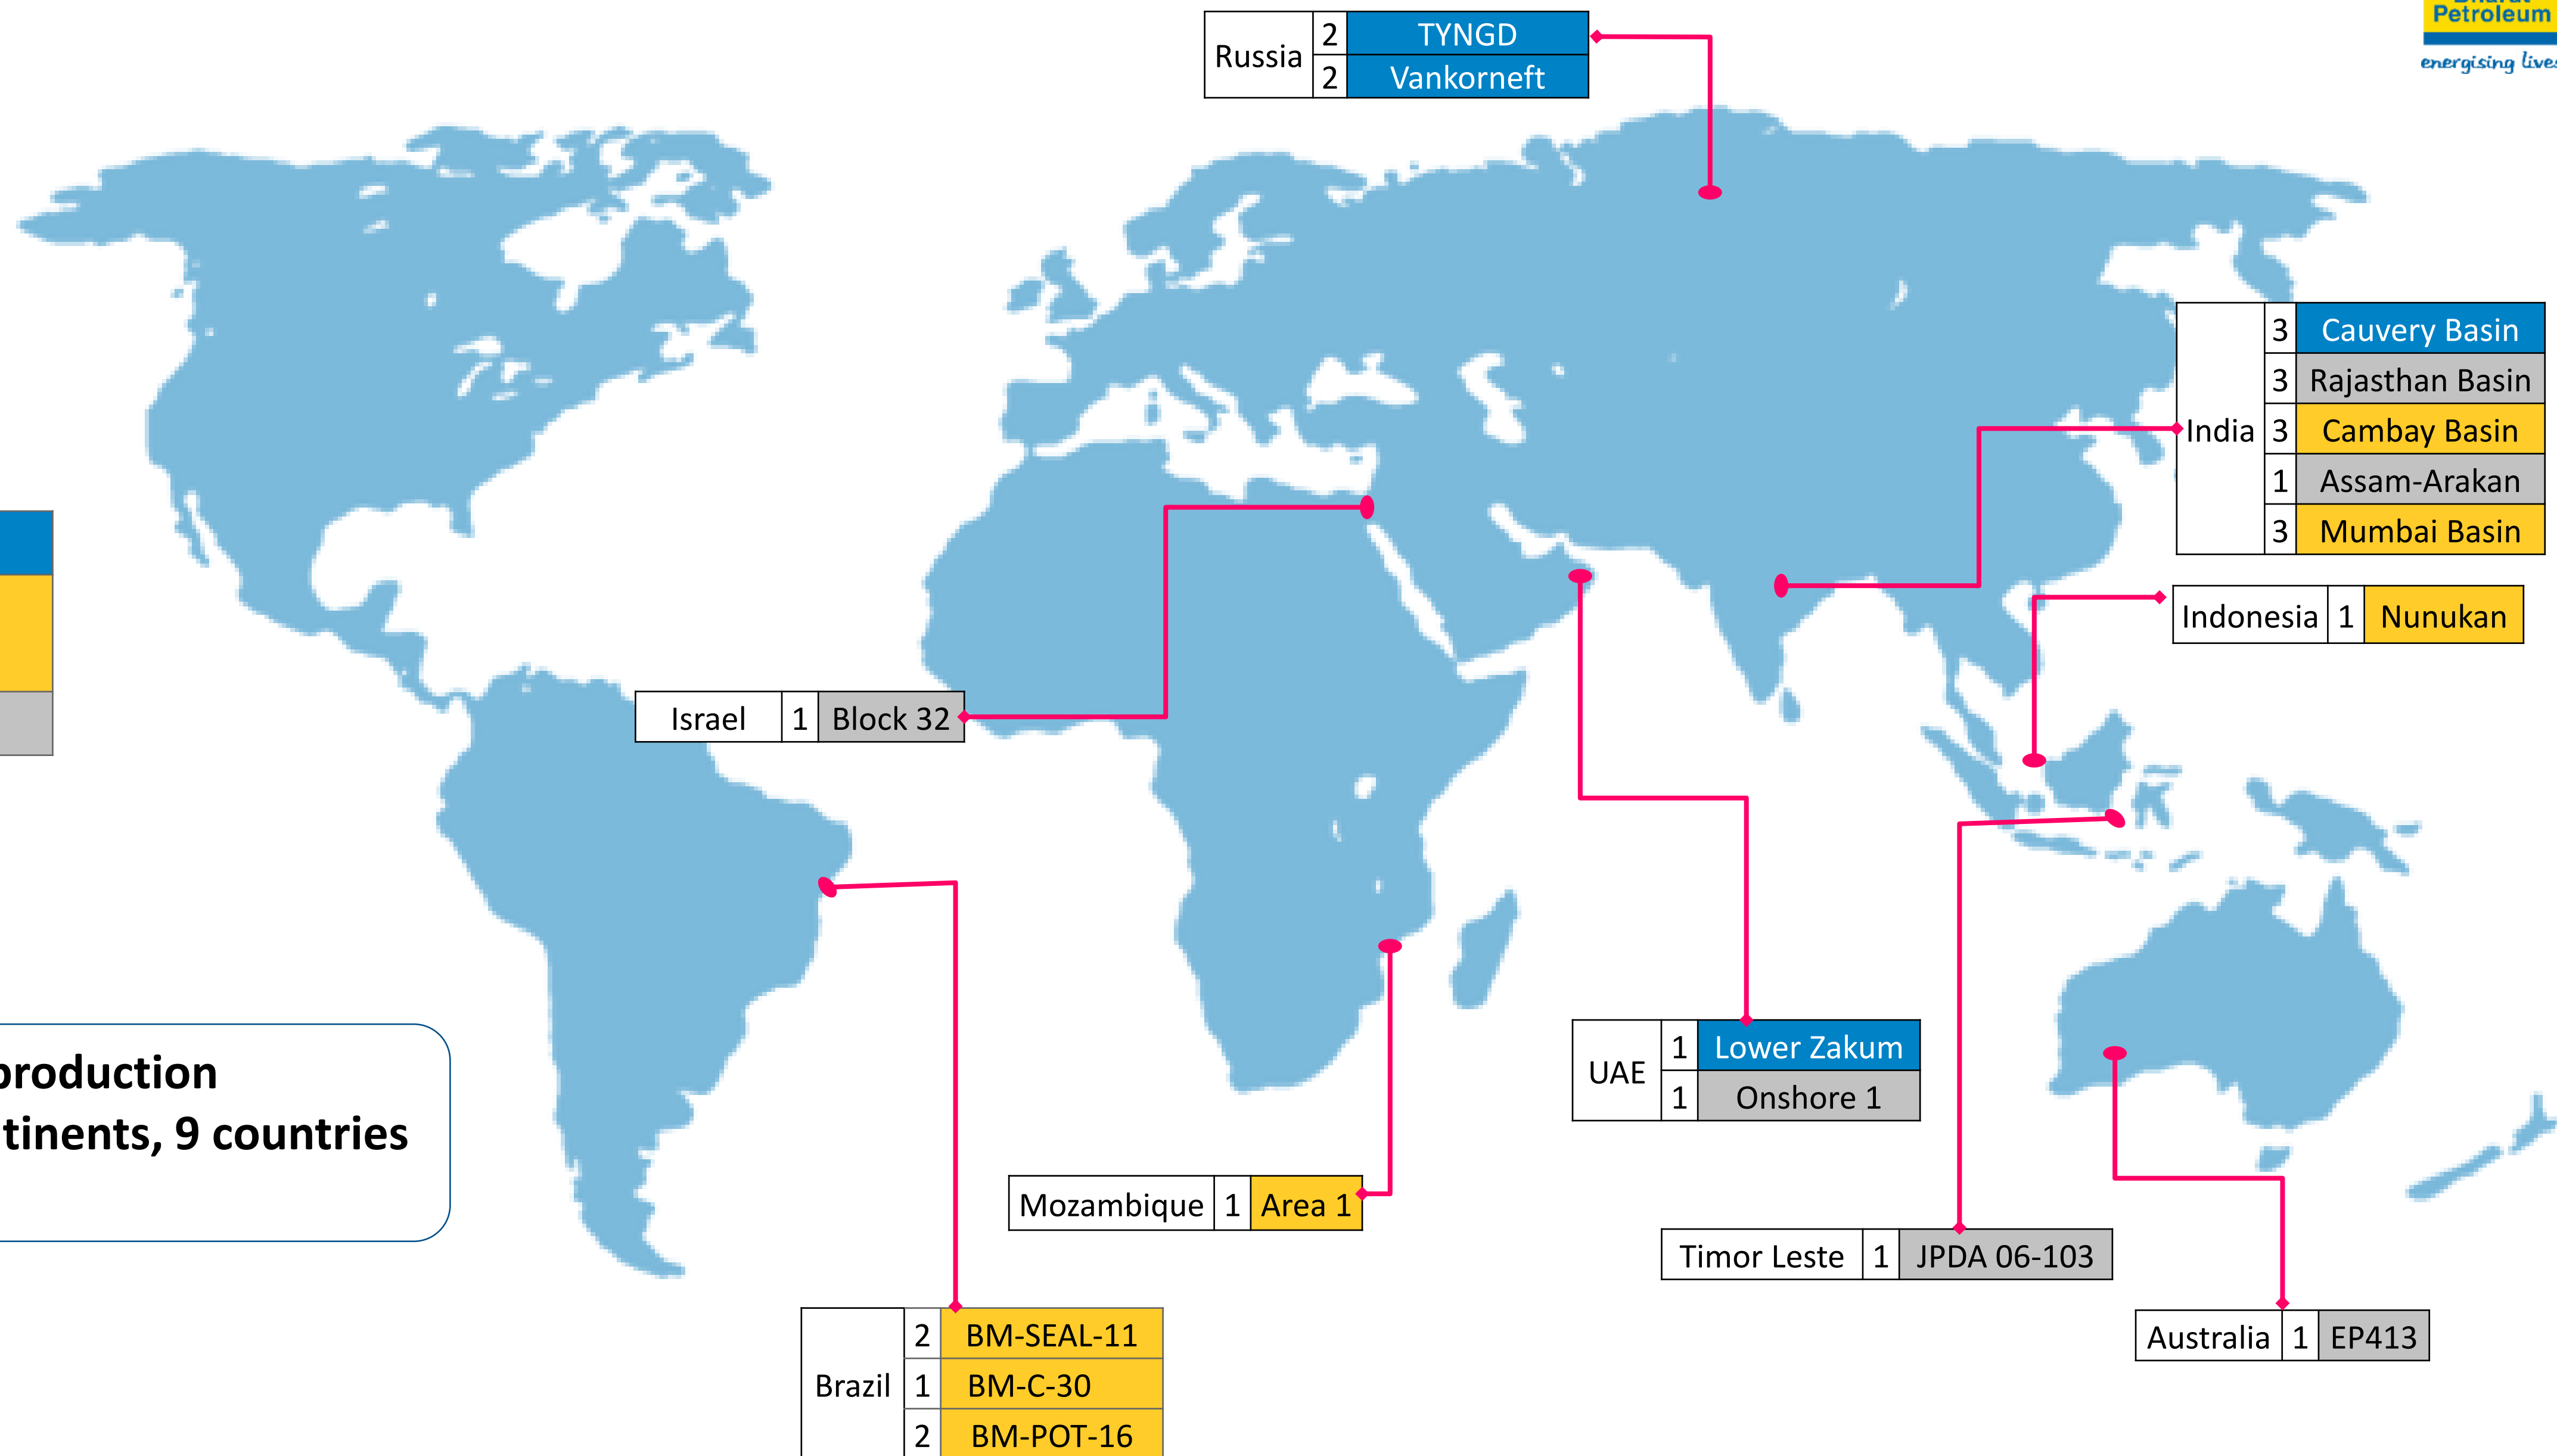 Petroleum
energising lives
Russia 2 TYNGD
2 Vankorneft
India 3 Cauvery Basin
3 Rajasthan Basin
3 Cambay Basin
1 Assam-Arakan
3 Mumbai Basin
Indonesia 1 Nunukan
Israel 1 Block 32
production
tinents, 9 countries
UAE 1 Lower Zakum
1 Onshore 1
Mozambique 1 Area 1
Timor Leste 1 JPDA 06-103
Australia 1 EP413
Brazil 2 BM-SEAL-11
1 BM-C-30
2 BM-POT-16